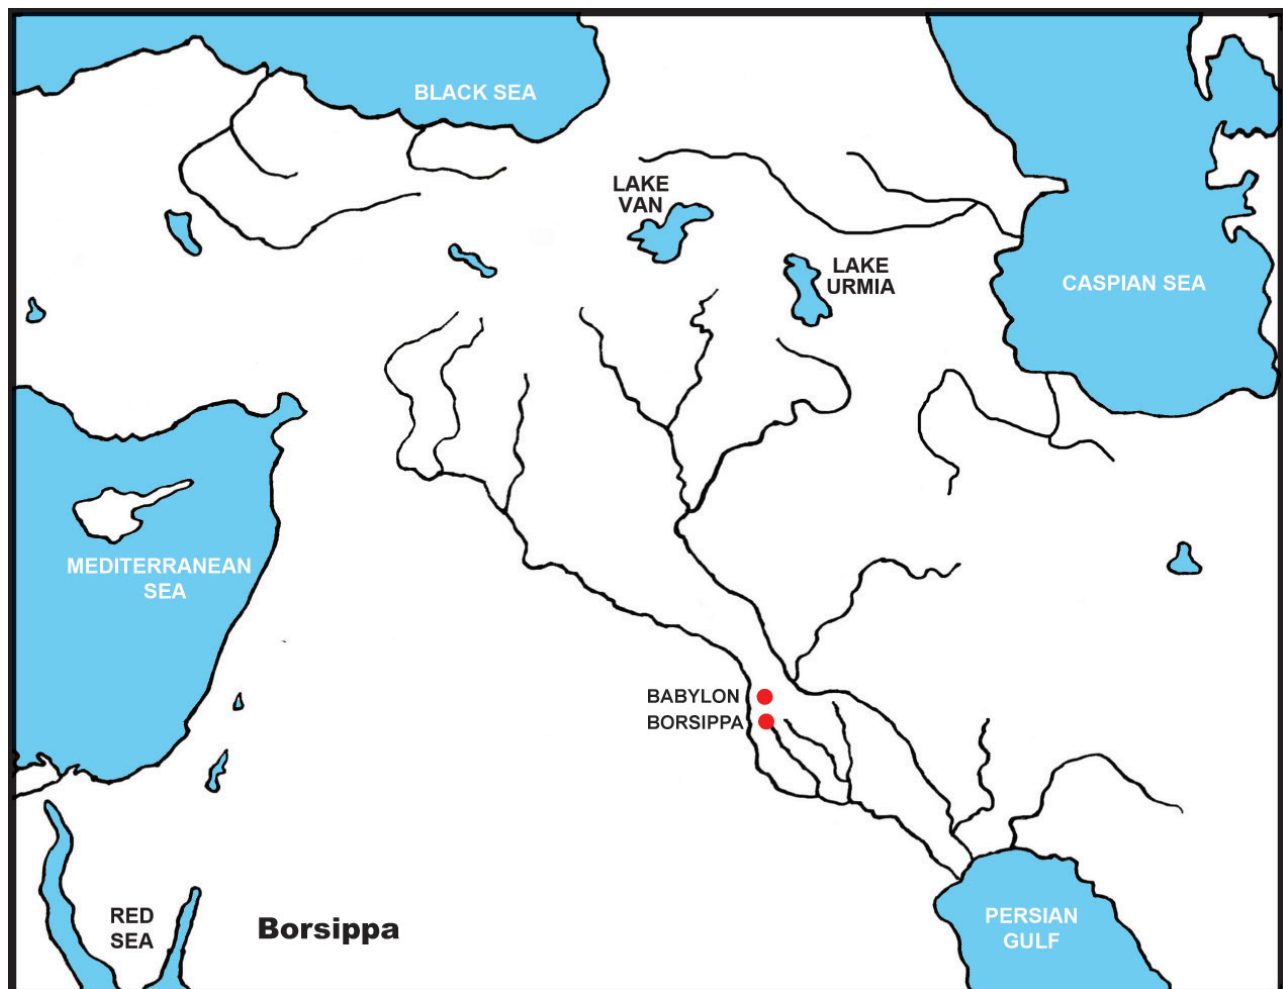 BLACK SEA
LAKE
VAN
LAKE
URMIA
CASPIAN SEA
MEDITERRANEAN
SEA
BABYLON
BORSIPPA
RED
SEA
Borsippa
PERSIAN
GULF